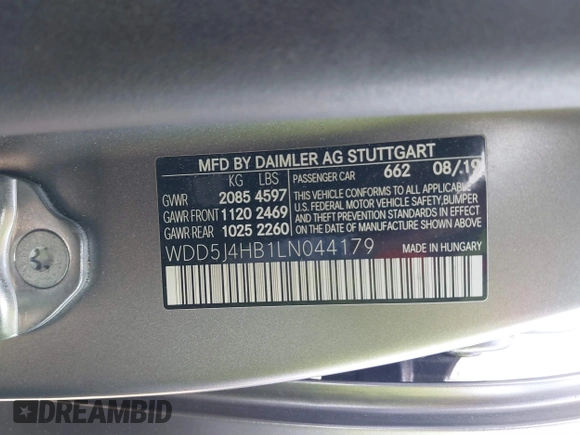 MFD BY DAIMLER AG STUTTGART
KG LBS PASSENGER CAR 662 08/19
GVWR 2085 4597 THIS VEHICLE CONFORMS TO ALL APPLICABLE
GAWR FRONT 1120 2469 U.S. FEDERAL MOTOR VEHICLE SAFETY, BUMPER
GAWR REAR 1025 2260 AND THEFT PREVENTION STANDARDS IN EFFECT
ON THE DATE OF MANUFACTURE SHOWN ABOVE.
WDD5J4HB1LN044179 MADE IN HUNGARY
DREAMBID